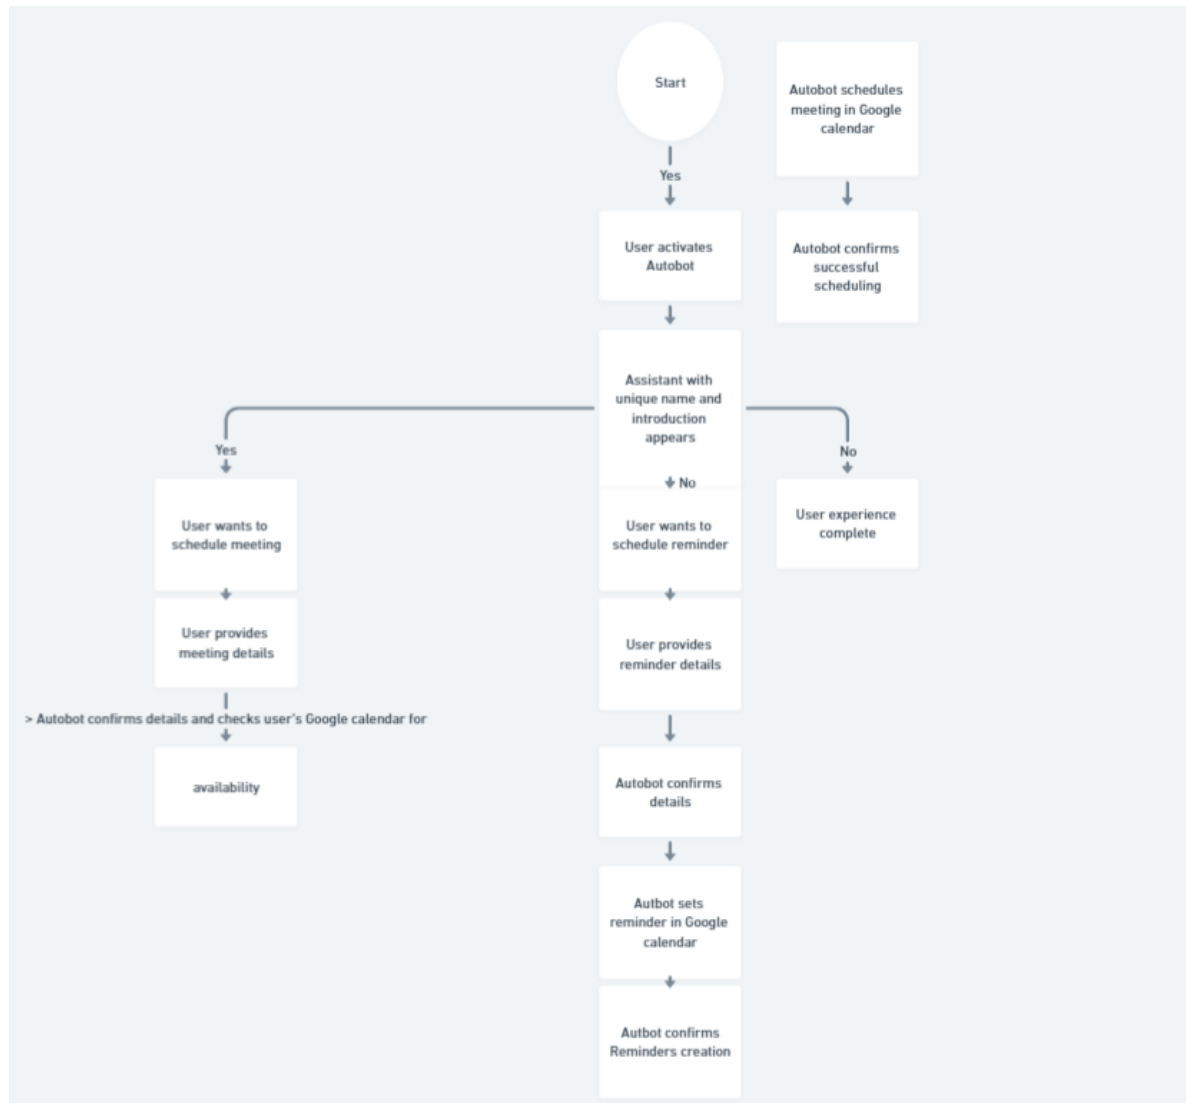 Start
Autobot schedules
meeting in Google
calendar
Yes
User activates
Autobot
Autobot confirms
successful
scheduling
Assistant with
unique name and
introduction
appears
Yes
No
No
User wants to
schedule meeting
User wants to
schedule reminder
User experience
complete
User provides
meeting details
User provides
reminder details
> Autobot confirms details and checks user's Google calendar for
availability
Autobot confirms
details
Autbot sets
reminder in Google
calendar
Autbot confirms
Reminders creation